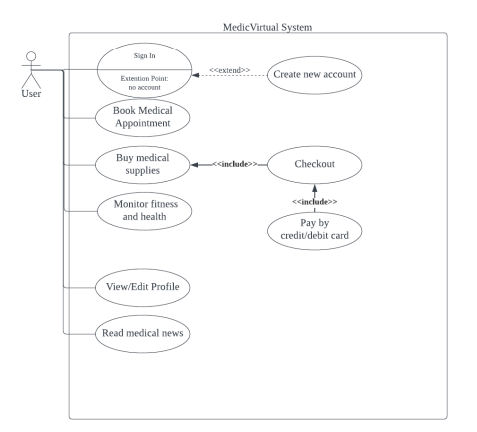 MedicVirtual System
Sign In
Extention Point:
no account
<<extend>>
Create new account
User
Book Medical
Appointment
Buy medical
supplies
<<include>>
Checkout
<<include>>
Monitor fitness
and health
Pay by
credit/debit card
View/Edit Profile
Read medical news